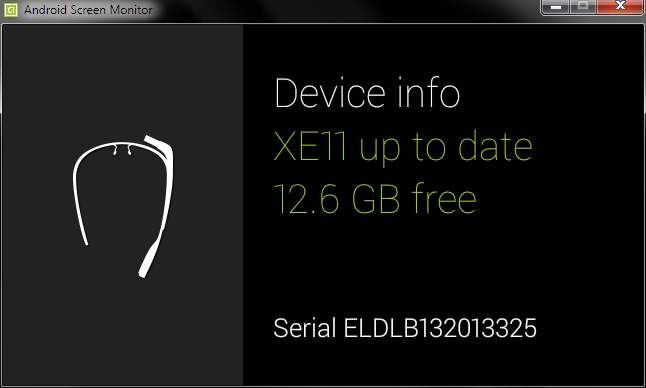 Android Screen Monitor
Device info
XE11 up to date
12.6 GB free
Serial ELDLB132013325